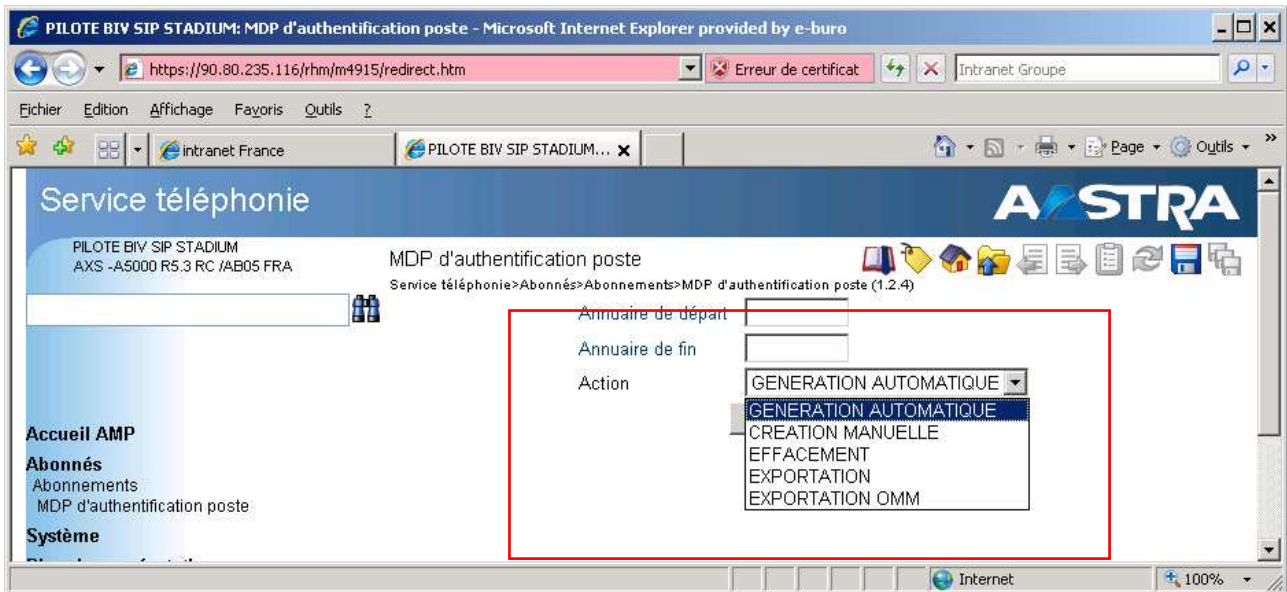 PILOTE BIV SIP STADIUM: MDP d'authentification poste - Microsoft Internet Explorer provided by e-buro
https://90.80.235.116/rhm/m4915/redirect.htm
Erreur de certificat
Intranet Groupe
Fichier Edition Affichage Favoris Outils ?
intranet France
PILOTE BIV SIP STADIUM...
Page
Outils
»
Service téléphonie
AASTRA
PILOTE BIV SIP STADIUM
AXS -A5000 R5.3 RC /AB05 FRA
MDP d'authentification poste
Service téléphonie>Abonnés>Abonnements>MDP d'authentification poste (1.2.4)
Annuaire de départ
Annuaire de fin
Action
GENERATION AUTOMATIQUE
GENERATION AUTOMATIQUE
CREATION MANUELLE
EFFACEMENT
EXPORTATION
EXPORTATION OMM
Accueil AMP
Abonnés
Abonnements
MDP d'authentification poste
Système
Internet
100%